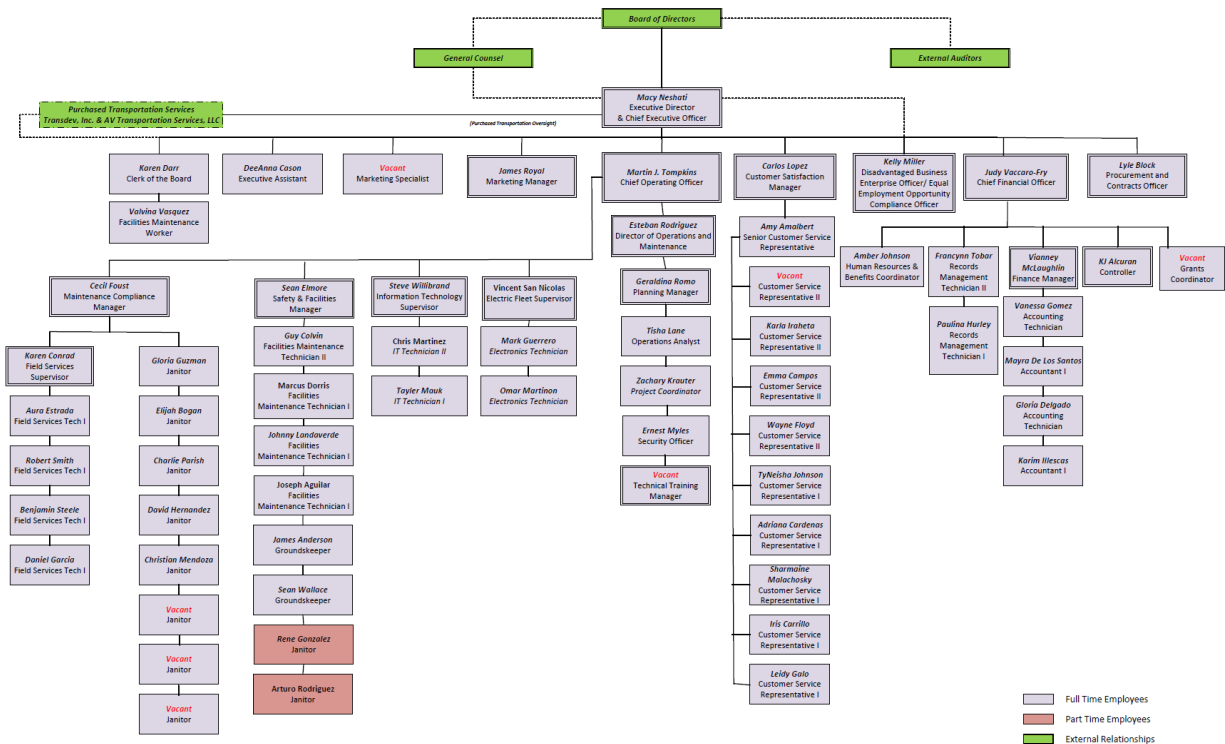 Board of Directors
General Counsel
External Auditors
Macy Neshati
Executive Director
& Chief Executive Officer
Purchased Transportation Services
Transdev, Inc. & AV Transportation Services, LLC
(Purchased Transportation Oversight)
Karen Darr
Clerk of the Board
Valvina Vasquez
Facilities Maintenance
Worker
DeeAnna Cason
Executive Assistant
Vacant
Marketing Specialist
James Royal
Marketing Manager
Martin J. Tompkins
Chief Operating Officer
Carlos Lopez
Customer Satisfaction
Manager
Kelly Miller
Disadvantaged Business
Enterprise Officer/ Equal
Employment Opportunity
Compliance Officer
Judy Vaccaro-Fry
Chief Financial Officer
Lyle Block
Procurement and
Contracts Officer
Cecil Foust
Maintenance Compliance
Manager
Karen Conrad
Field Services
Supervisor
Aura Estrada
Field Services Tech I
Robert Smith
Field Services Tech I
Benjamin Steele
Field Services Tech I
Daniel Garcia
Field Services Tech I
Gloria Guzman
Janitor
Elijah Bogan
Janitor
Charlie Parish
Janitor
David Hernandez
Janitor
Christian Mendoza
Janitor
Vacant
Janitor
Vacant
Janitor
Vacant
Janitor
Sean Elmore
Safety & Facilities
Manager
Guy Colvin
Facilities Maintenance
Technician II
Marcus Dorris
Facilities
Maintenance Technician I
Johnny Landaverde
Facilities
Maintenance Technician I
Joseph Aguilar
Facilities
Maintenance Technician I
James Anderson
Groundskeeper
Sean Wallace
Groundskeeper
Rene Gonzalez
Janitor
Arturo Rodriguez
Janitor
Steve Willibrand
Information Technology
Supervisor
Chris Martinez
IT Technician II
Tayler Mauk
IT Technician I
Vincent San Nicolas
Electric Fleet Supervisor
Mark Guerrero
Electronics Technician
Omar Martinon
Electronics Technician
Esteban Rodriguez
Director of Operations and
Maintenance
Geraldina Romo
Planning Manager
Tisha Lane
Operations Analyst
Zachary Krauter
Project Coordinator
Ernest Myles
Security Officer
Vacant
Technical Training
Manager
Amy Amalbert
Senior Customer Service
Representative
Vacant
Customer Service
Representative II
Karla Iraheta
Customer Service
Representative II
Emma Campos
Customer Service
Representative II
Wayne Floyd
Customer Service
Representative II
TyNeisha Johnson
Customer Service
Representative I
Adriana Cardenas
Customer Service
Representative I
Sharmaine
Malachosky
Customer Service
Representative I
Iris Carrillo
Customer Service
Representative I
Leidy Galo
Customer Service
Representative I
Amber Johnson
Human Resources &
Benefits Coordinator
Francynn Tobar
Records
Management
Technician II
Paulina Hurley
Records
Management
Technician I
Vianney
McLaughlin
Finance Manager
Vanessa Gomez
Accounting
Technician
Mayra De Los Santos
Accountant I
Gloria Delgado
Accounting
Technician
Karim Illescas
Accountant I
KJ Alcuran
Controller
Vacant
Grants
Coordinator
Full Time Employees
Part Time Employees
External Relationships